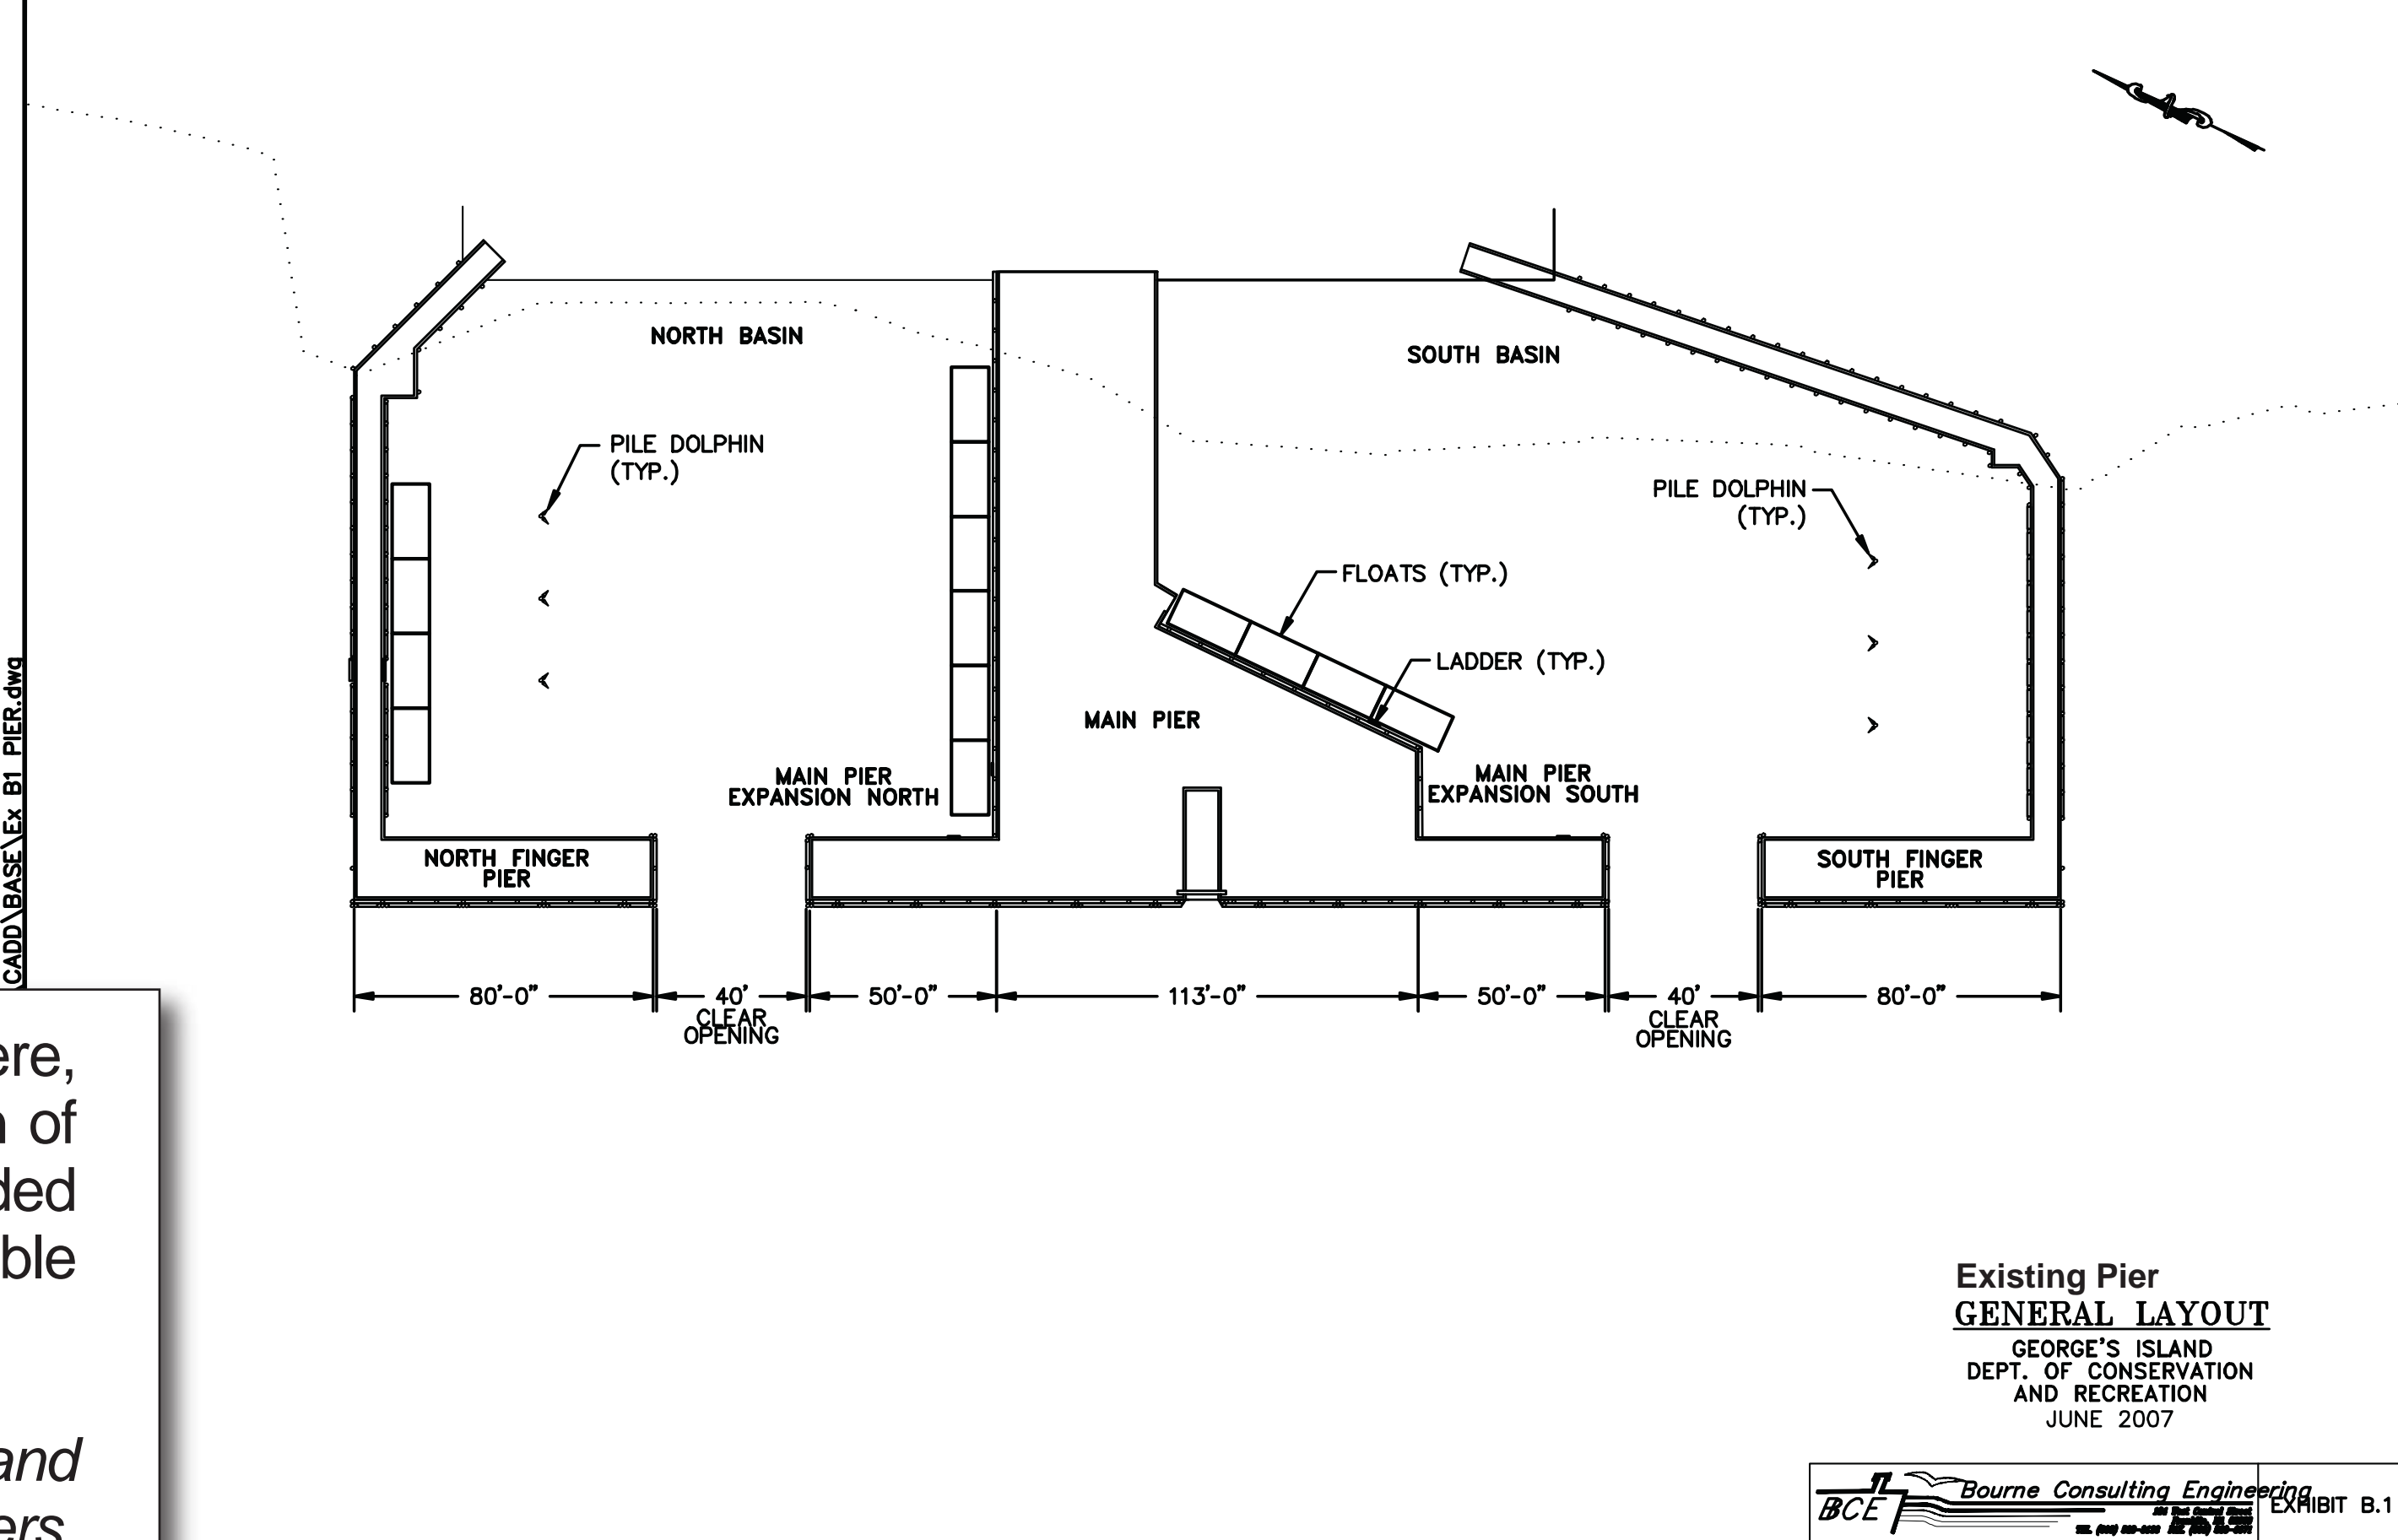 NORTH BASIN
SOUTH BASIN
PILE DOLPHIN
(TYP.)
PILE DOLPHIN
(TYP.)
FLOATS (TYP.)
LADDER (TYP.)
MAIN PIER
MAIN PIER
EXPANSION NORTH
MAIN PIER
EXPANSION SOUTH
NORTH FINGER
PIER
SOUTH FINGER
PIER
80'-0" 40' 50'-0" 113'-0" 50'-0" 40' 80'-0"
CLEAR
OPENING
CLEAR
OPENING
CADD\BASE\Ex B1 PIER.dwg
ere,
of
ded
ble
and
ers
Existing Pier
GENERAL LAYOUT
GEORGE'S ISLAND
DEPT. OF CONSERVATION
AND RECREATION
JUNE 2007
BCE
Bourne Consulting Engineering
EXHIBIT B.1